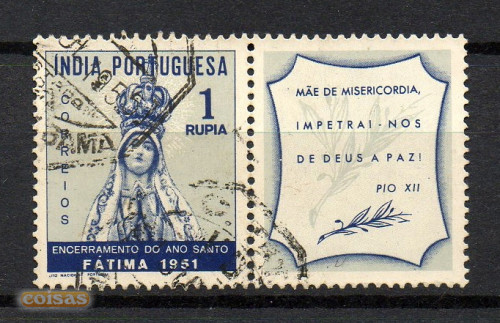 INDIA PORTUGUESA
CORREIOS
1
RUPIA
ENCERRAMENTO DO ANO SANTO
FÁTIMA 1951
MÃE DE MISERICORDIA,
IMPETRAI-NOS
DE DEUS A PAZ!
PIO XII
coisas